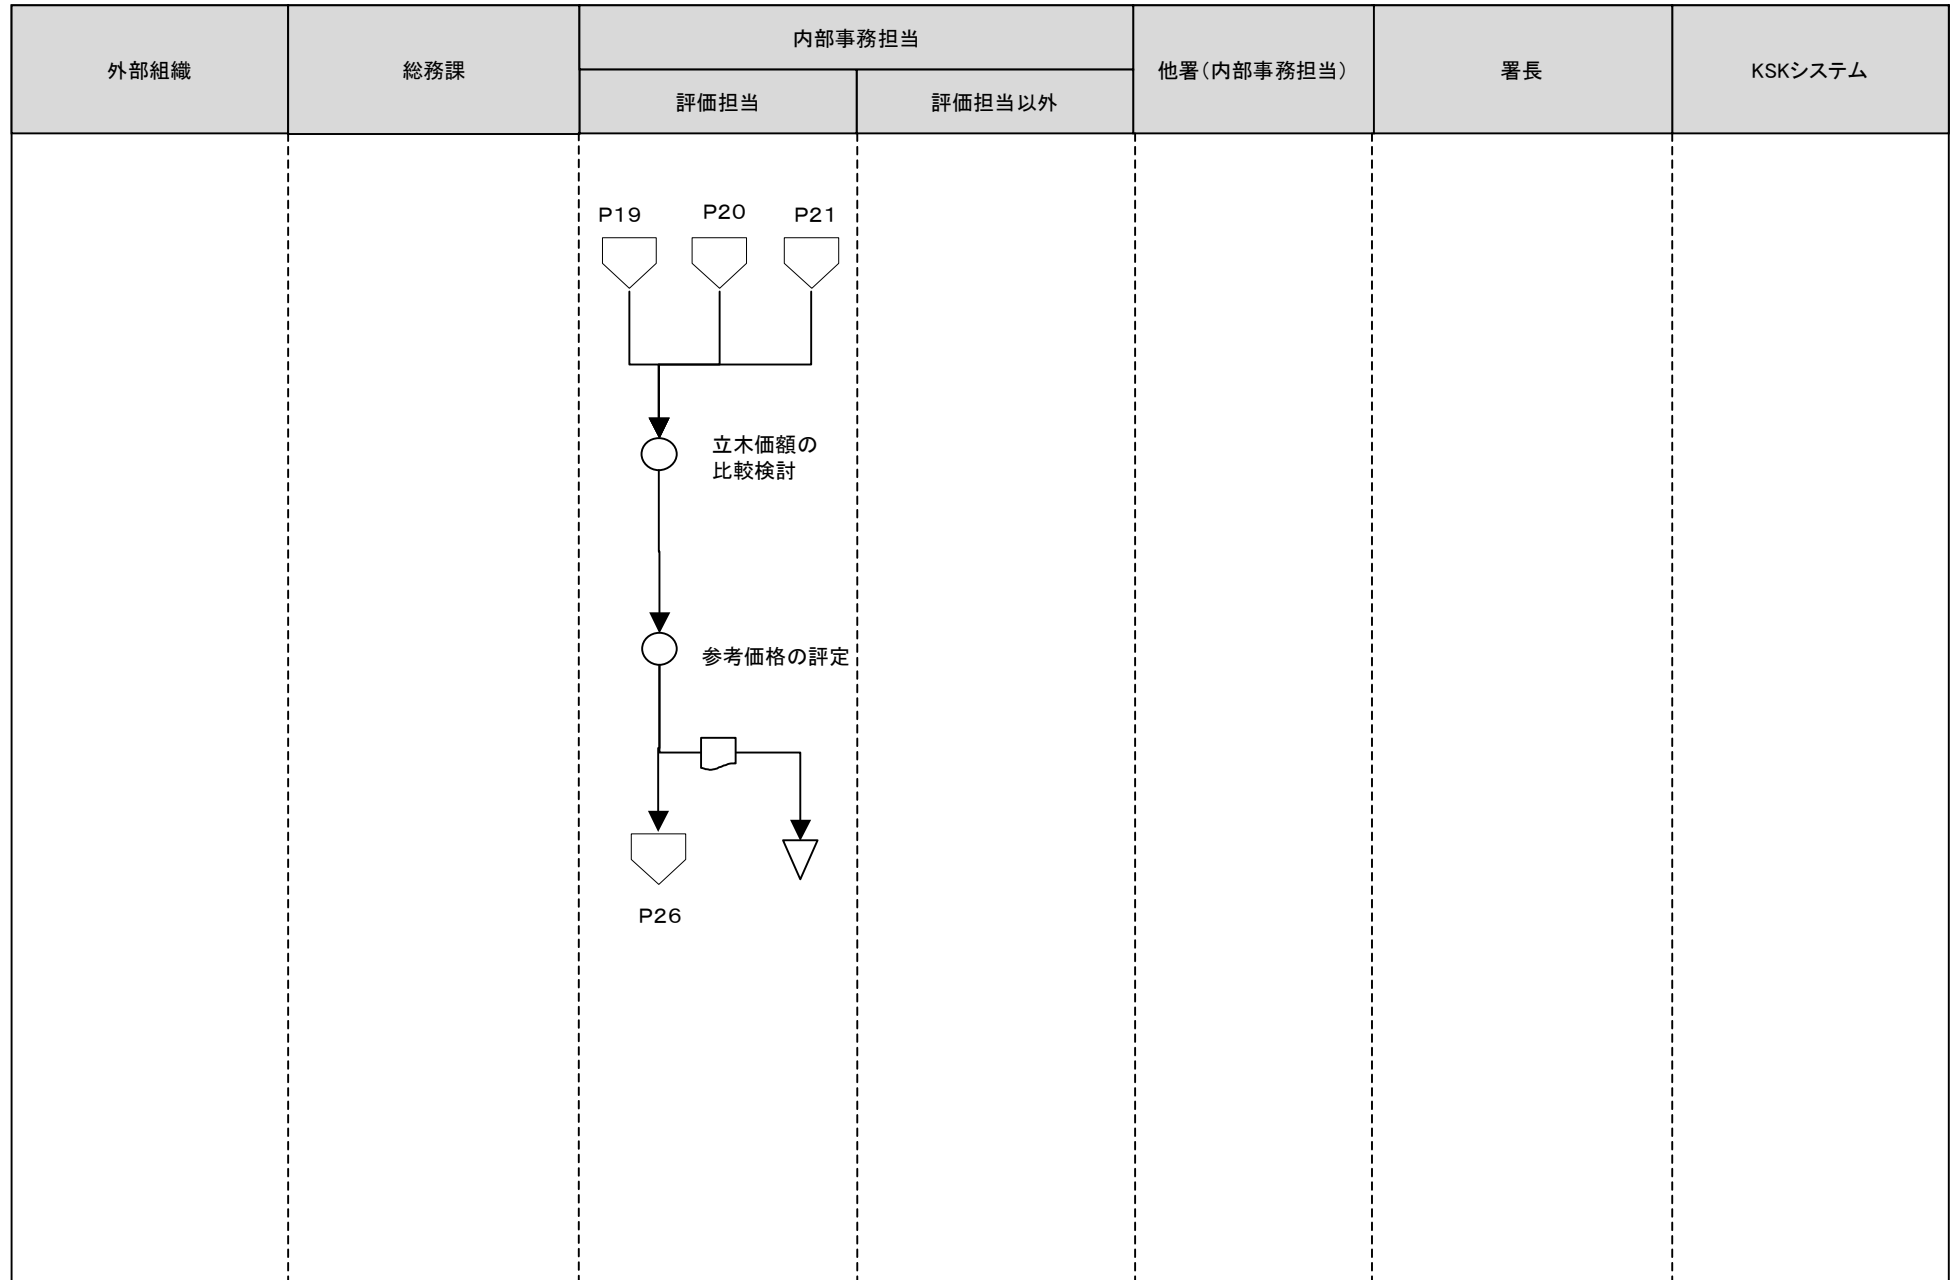 外部組織
総務課
内部事務担当
評価担当
評価担当以外
他署(内部事務担当)
署長
KSKシステム
P19
P20
P21
立木価額の
比較検討
参考価格の評定
P26